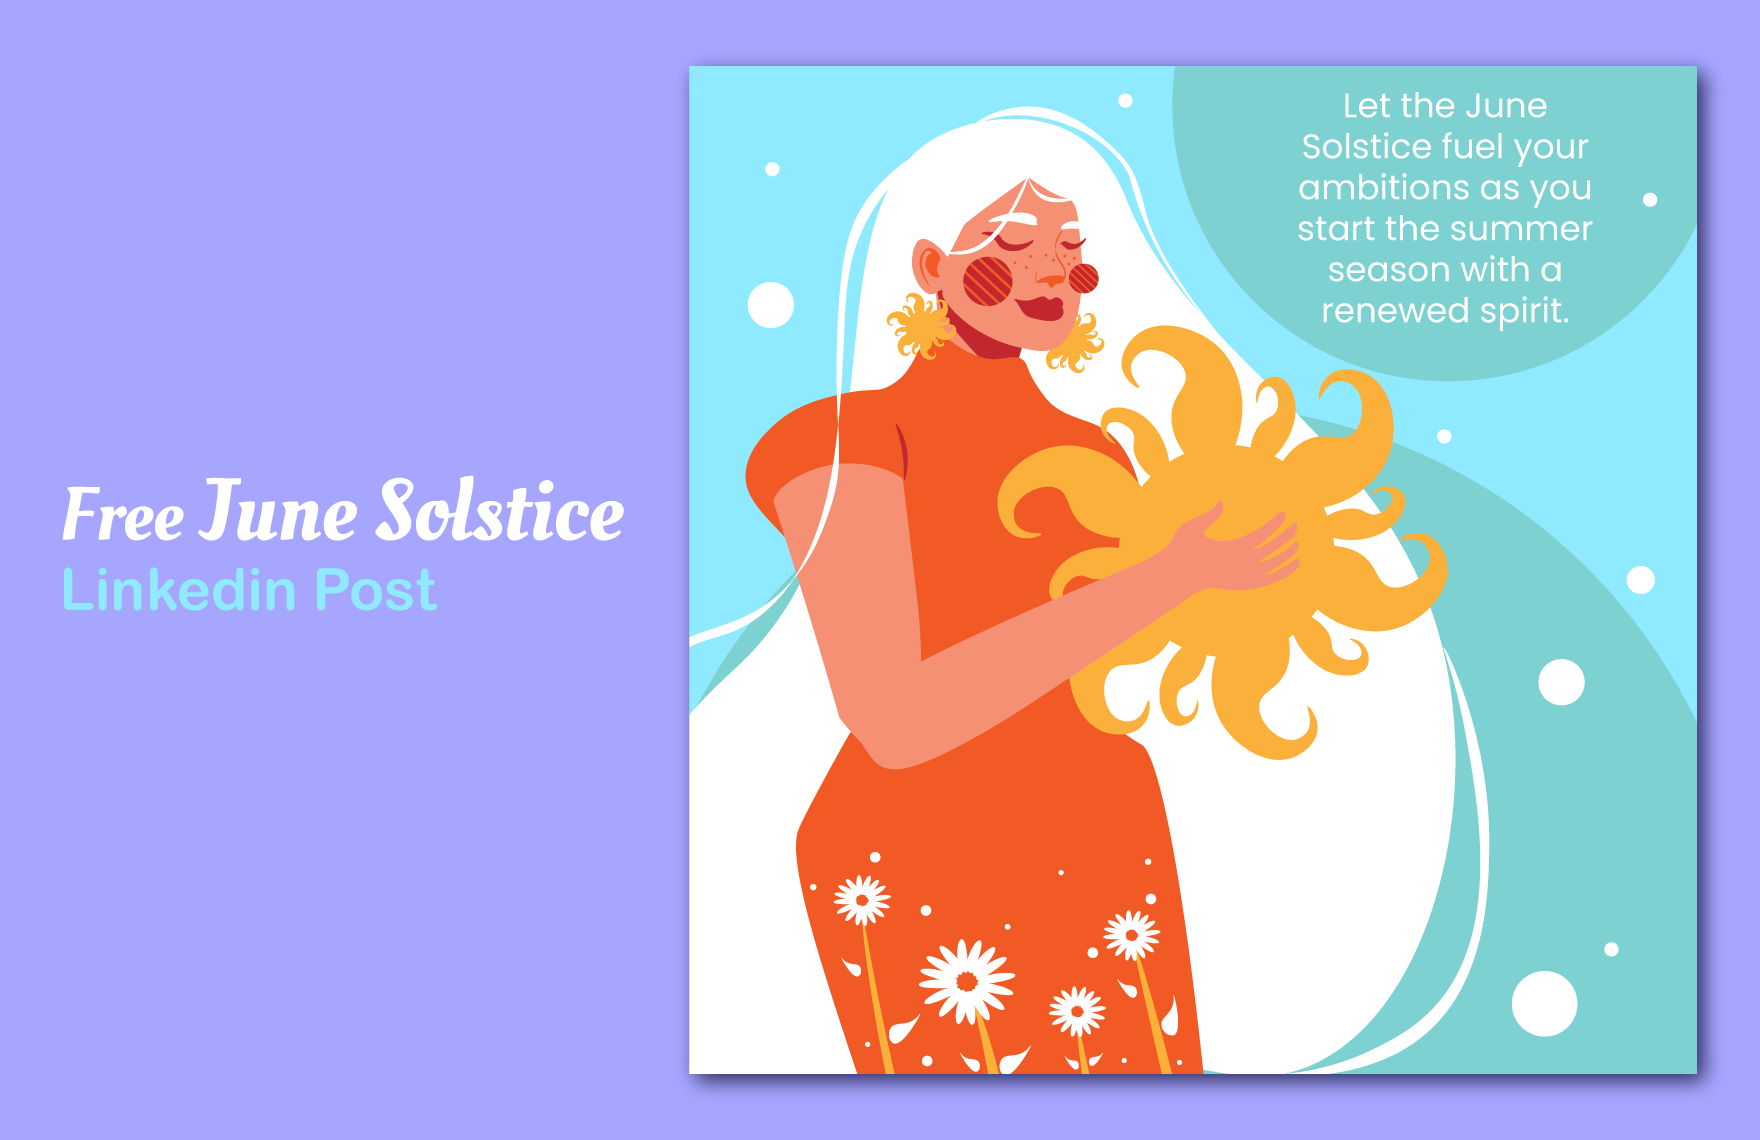 Free June Solstice
Linkedin Post
Let the June
Solstice fuel your
ambitions as you
start the summer
season with a
renewed spirit.